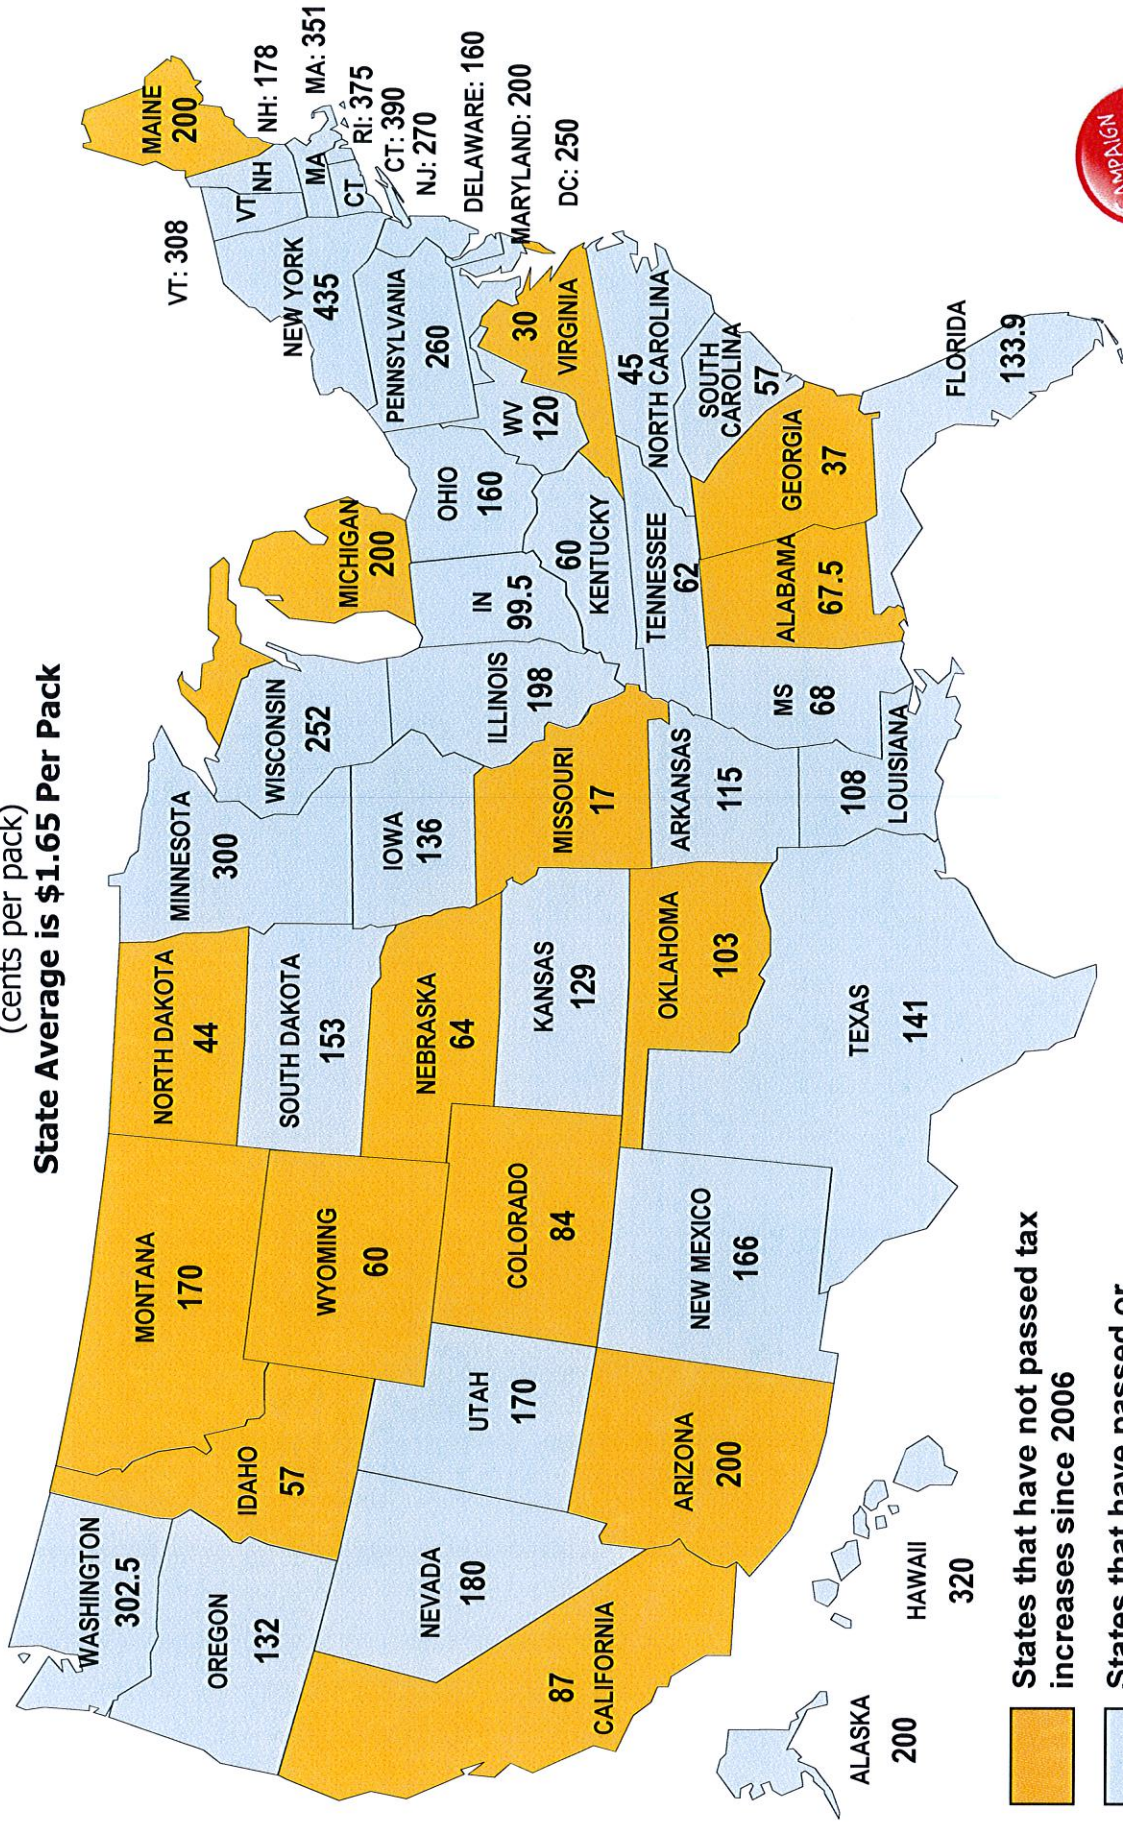 (cents per pack)
State Average is $1.65 Per Pack
WASHINGTON
302.5
OREGON
132
CALIFORNIA
87
NEVADA
180
IDAHO
57
MONTANA
170
WYOMING
60
UTAH
170
ARIZONA
200
COLORADO
84
NEW MEXICO
166
NORTH DAKOTA
44
SOUTH DAKOTA
153
NEBRASKA
64
KANSAS
129
OKLAHOMA
103
TEXAS
141
MINNESOTA
300
IOWA
136
MISSOURI
17
ARKANSAS
115
108
LOUISIANA
WISCONSIN
252
ILLINOIS
198
MICHIGAN
200
IN
99.5
OHIO
160
60
KENTUCKY
TENNESSEE
62
MS
68
ALABAMA
67.5
GEORGIA
37
FLORIDA
133.9
SOUTH
CAROLINA
57
45
NORTH CAROLINA
30
VIRGINIA
WV
120
PENNSYLVANIA
260
NEW YORK
435
VT: 308
VT
NH
MA
CT
MAINE
200
NH: 178
MA: 351
RI: 375
CT: 390
NJ: 270
DELAWARE: 160
MARYLAND: 200
DC: 250
ALASKA
200
HAWAII
320
States that have not passed tax
increases since 2006
States that have passed or
CAMPAIGN